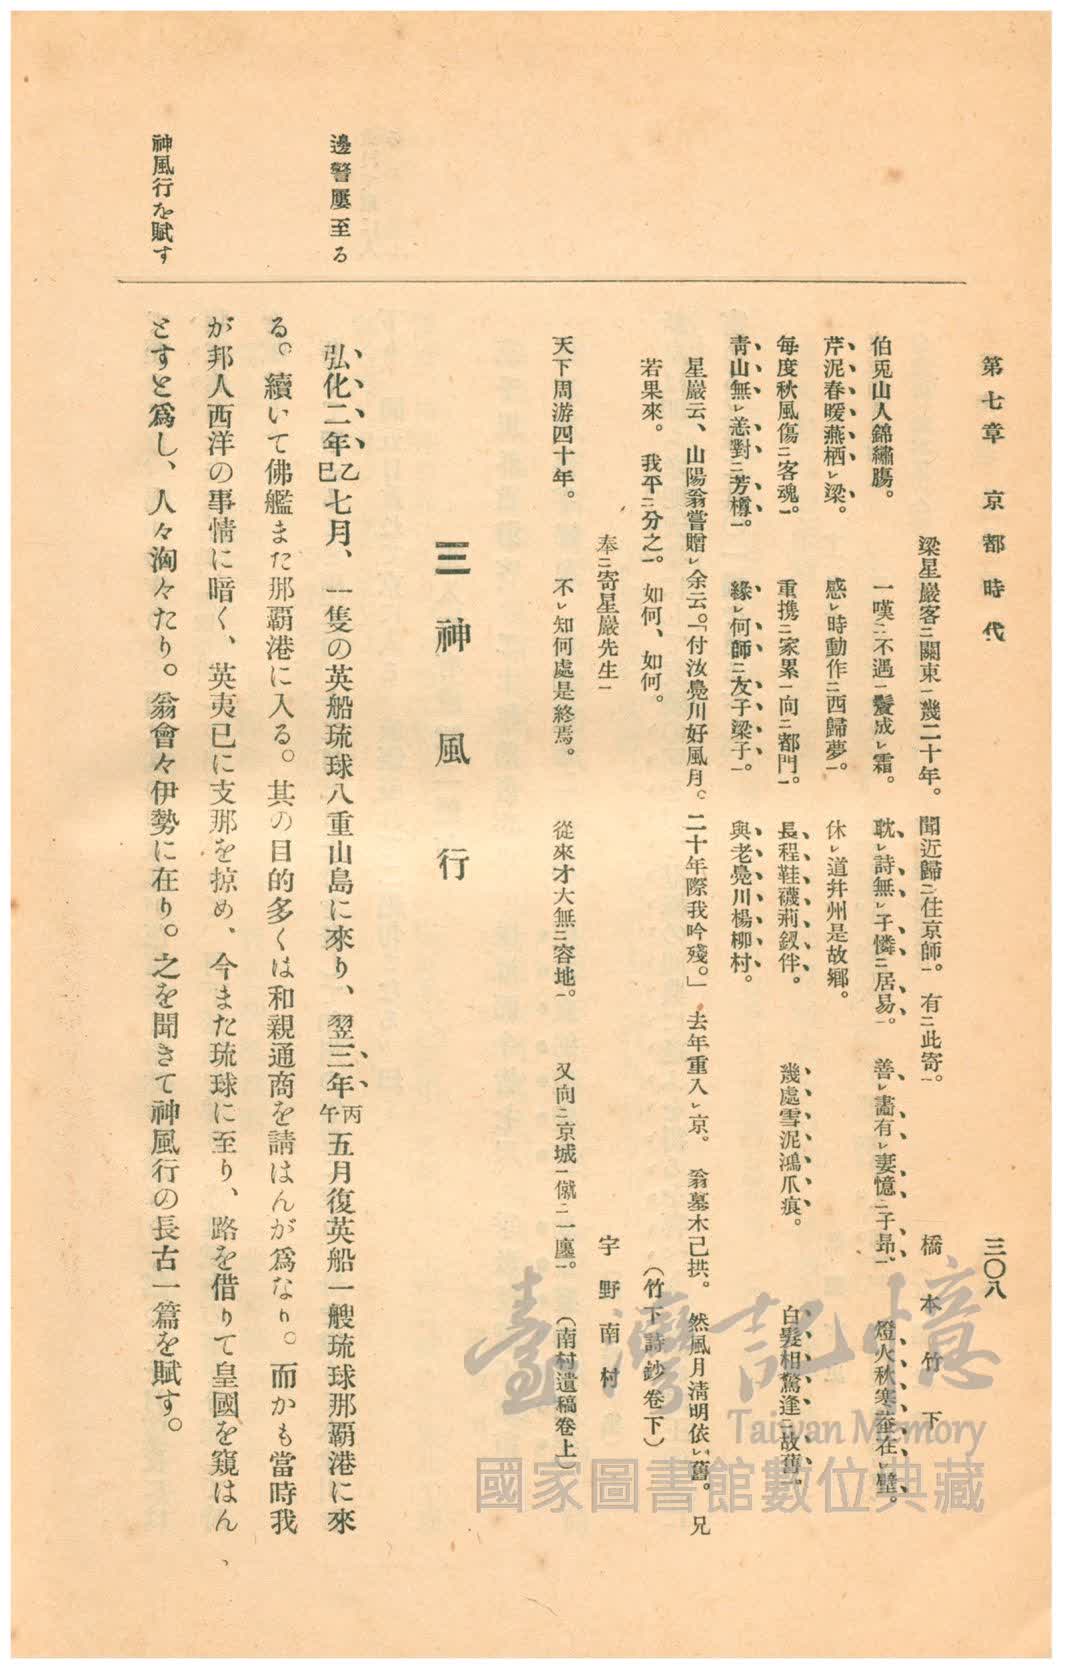 第七章 京都時代
三〇八
梁星巖客二關東一幾二十年。聞近歸二住京師一。有二此寄一。 橋本竹下
伯兎山人錦繡膓。 一嘆二不遇一鬢成レ霜。 耽レ詩無レ子憐二居易一。 善レ畵有レ妻憶二子昻一。 燈火秋寒蛩在レ壁。
芹泥春暖燕栖レ梁。 感レ時動作二西歸夢一。 休レ道幷州是故郷。
每度秋風傷二客魂一。 重携二家累一向二都門一。 長程鞋襪荊釵伴。 幾處雪泥鴻爪痕。 白髮相驚逢二故舊一。
靑山無レ恙對二芳樽一。 緣レ何師二友子梁子一。 與老鳧川楊柳村。
星巖云、山陽翁嘗贈レ余云。「付汝鳧川好風月。二十年際我吟殘。」 去年重入レ京。 翁墓木已拱。 然風月淸明依レ舊。 兄
若果來。 我平二分之一。如何、如何。 (竹下詩鈔卷下)
奉二寄星巖先生一 宇野南村
天下周游四十年。 不レ知何處是終焉。 從來才大無二容地一。 又向二京城一僦二一廛一。 (南村遺稿卷上)
三 神風行
邊警屢至る
弘化二年乙巳七月、一隻の英船琉球八重山島に來り、翌三年丙午五月復英船一艘琉球那覇港に來
る。續いて佛艦また那覇港に入る。其の目的多くは和親通商を請はんが爲なり。而かも當時我
が邦人西洋の事情に暗く、英夷已に支那を掠め、今また琉球に至り、路を借りて皇國を窺はん
神風行を賦す
とすと爲し、人々洶々たり。翁會々伊勢に在り。之を聞きて神風行の長古一篇を賦す。
臺灣記憶
Taiwan Memory
國家圖書館數位典藏